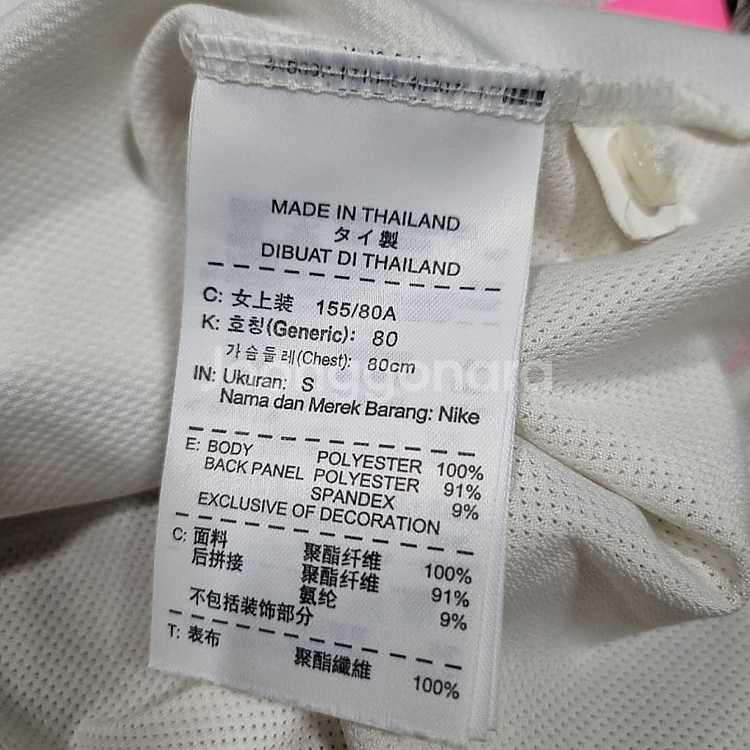 MADE IN THAILAND
タイ製
DIBUAT DI THAILAND
C: 女上装 155/80A
K: 호칭(Generic): 80
가슴둘레(Chest): 80cm
Joonggonara
IN: Ukuran: S
Nama dan Merek Barang: Nike
E: BODY POLYESTER 100%
BACK PANEL POLYESTER 91%
SPANDEX 9%
EXCLUSIVE OF DECORATION
C: 面料 聚酯纤维 100%
后拼接 聚酯纤维 91%
氨纶 9%
不包括装饰部分
T: 表布
聚酯纖維 100%